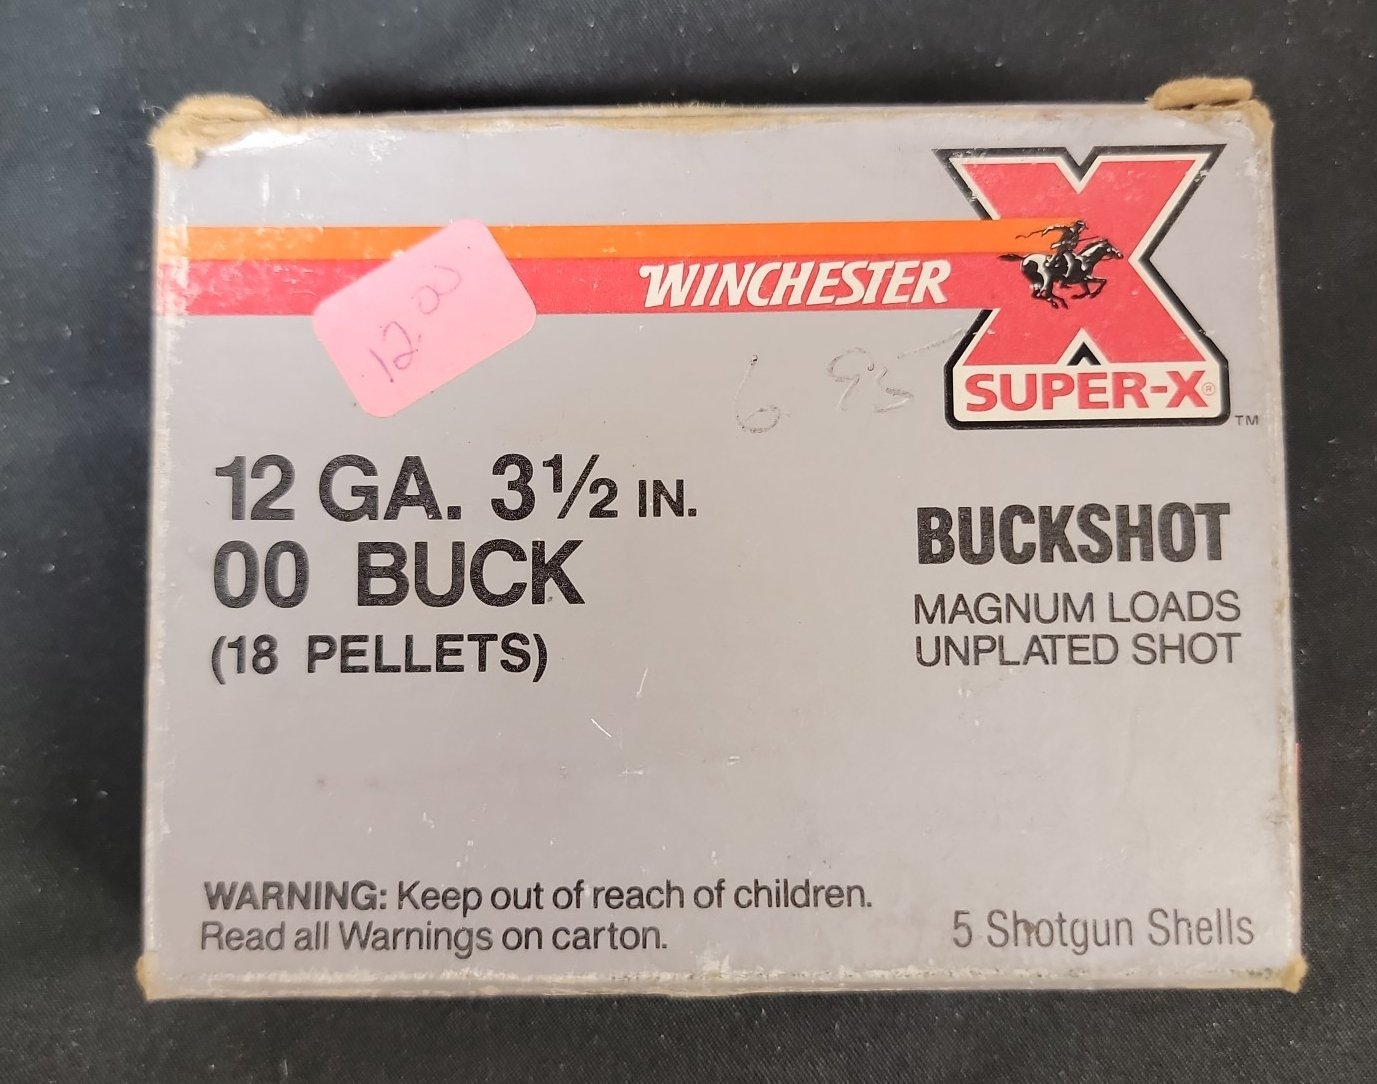 WINCHESTER
SUPER-X®
TM
12.00
6.95
12 GA. 3½ IN.
00 BUCK
(18 PELLETS)
BUCKSHOT
MAGNUM LOADS
UNPLATED SHOT
WARNING: Keep out of reach of children.
Read all Warnings on carton.
5 Shotgun Shells